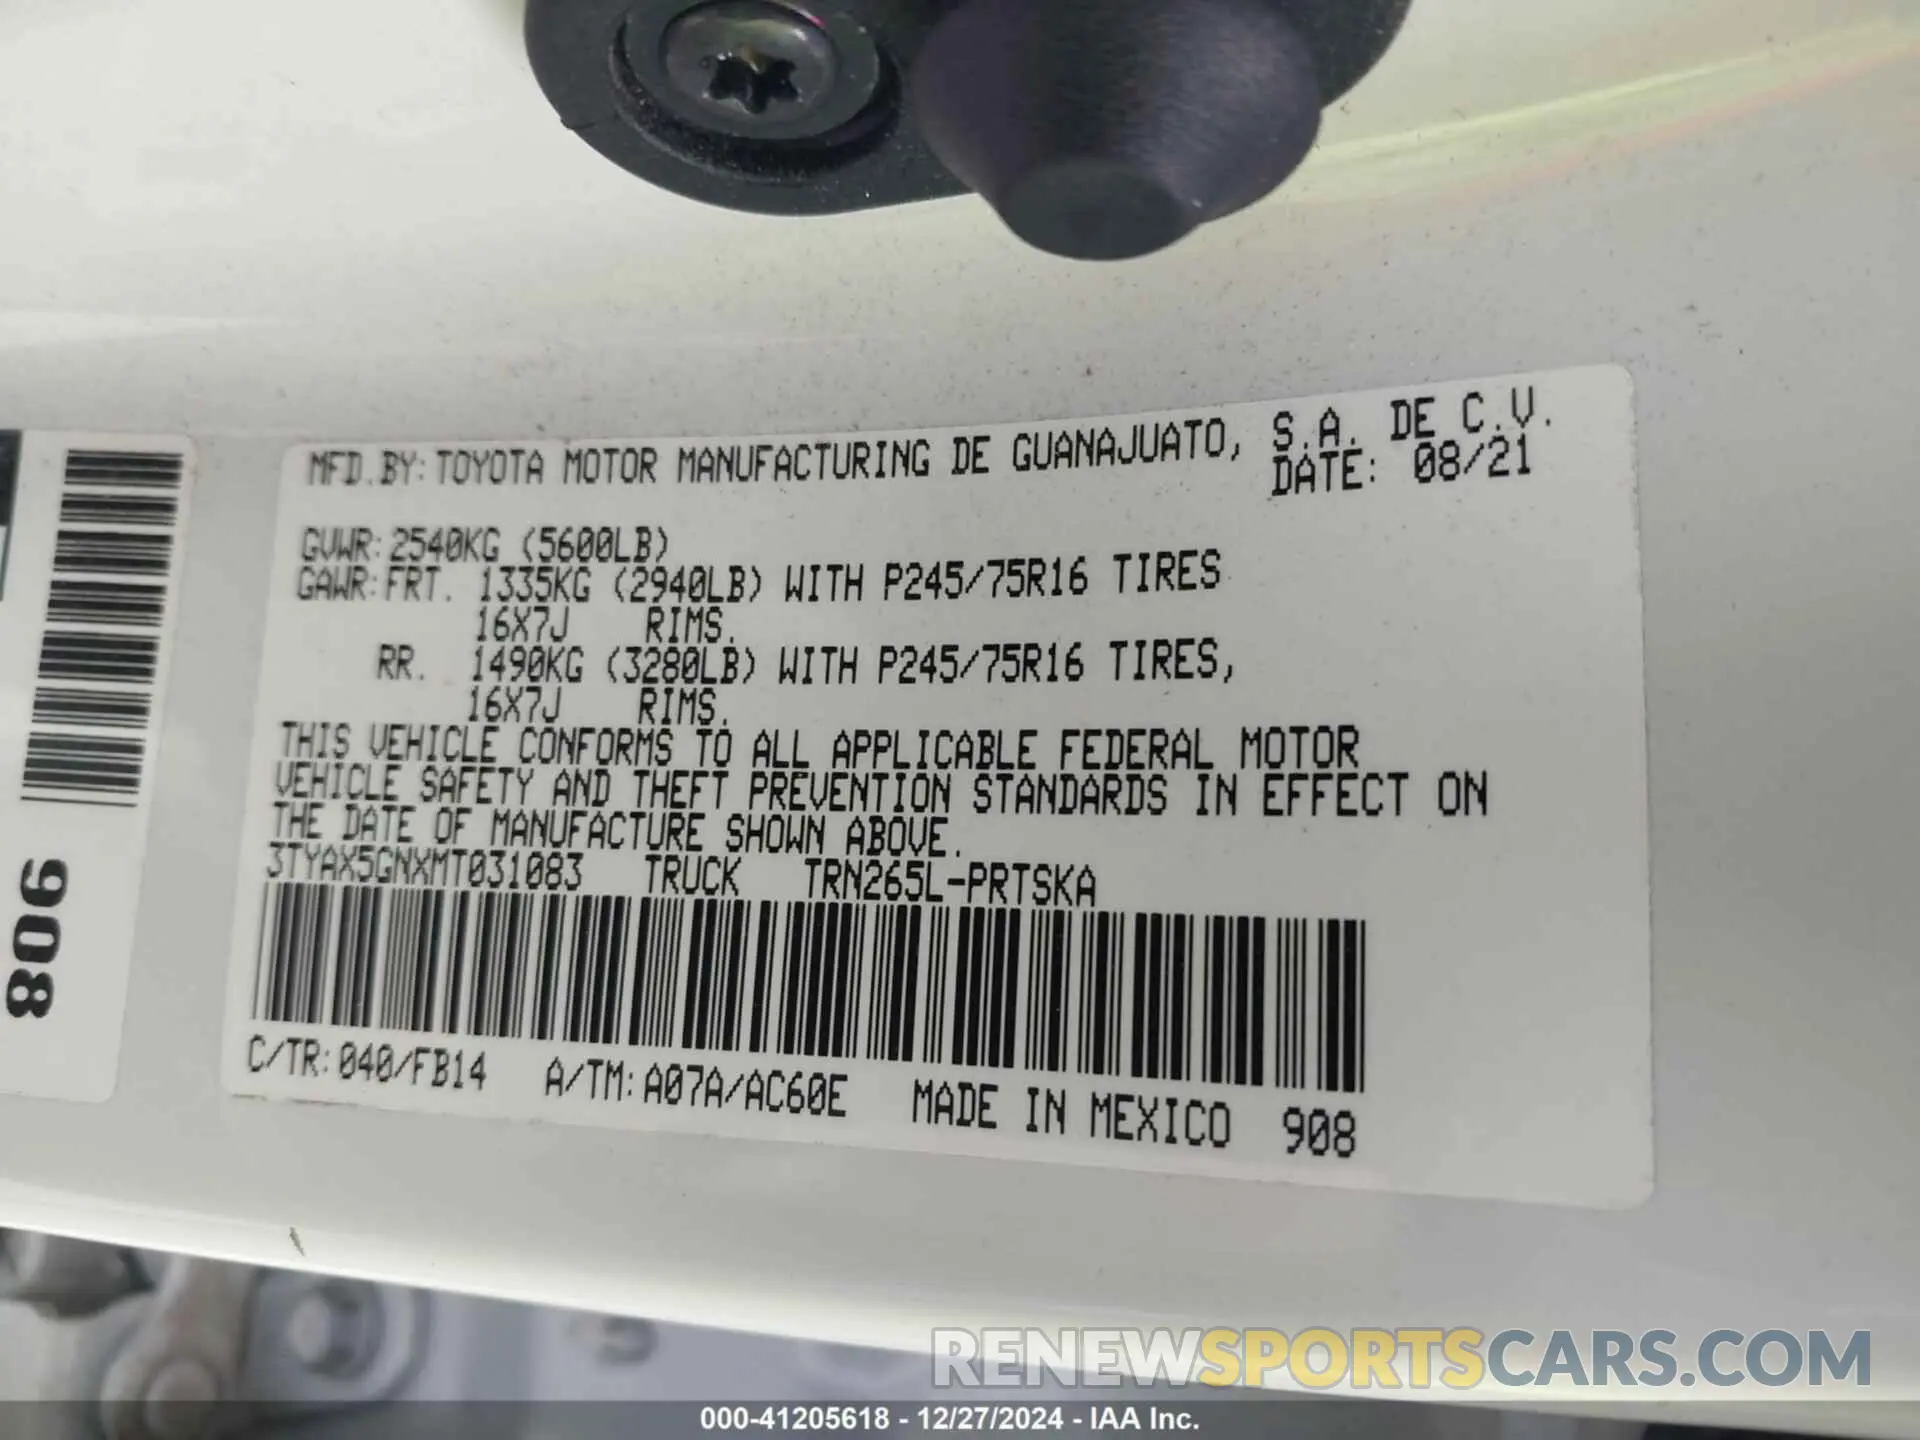 MFD.BY:TOYOTA MOTOR MANUFACTURING DE GUANAJUATO, S.A. DE C.V.
DATE: 08/21
GVWR:2540KG (5600LB)
GAWR:FRT. 1335KG (2940LB) WITH P245/75R16 TIRES
16X7J RIMS.
RR. 1490KG (3280LB) WITH P245/75R16 TIRES,
16X7J RIMS.
THIS VEHICLE CONFORMS TO ALL APPLICABLE FEDERAL MOTOR
VEHICLE SAFETY AND THEFT PREVENTION STANDARDS IN EFFECT ON
THE DATE OF MANUFACTURE SHOWN ABOVE.
3TYAX5GNXMT031083 TRUCK TRN265L-PRTSKA
C/TR:040/FB14 A/TM:A07A/AC60E MADE IN MEXICO 908
908
RENEWSPORTSCARS.COM
000-41205618 - 12/27/2024 - IAA Inc.